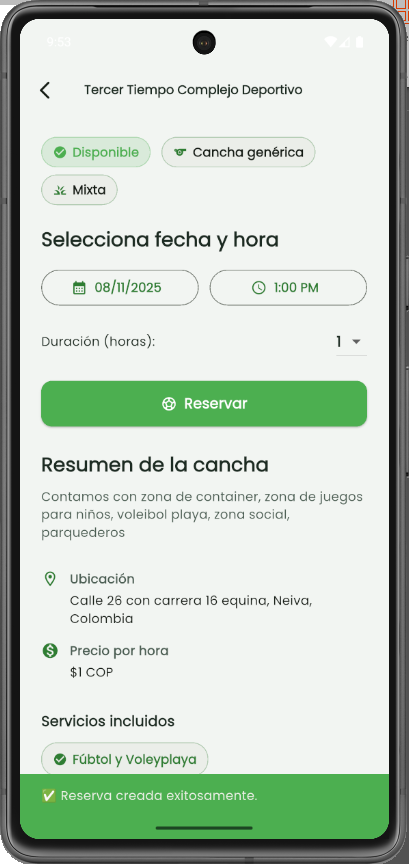 9:53
Tercer Tiempo Complejo Deportivo
Disponible
Cancha genérica
Mixta
Selecciona fecha y hora
08/11/2025
1:00 PM
Duración (horas):
1
Reservar
Resumen de la cancha
Contamos con zona de container, zona de juegos
para niños, voleibol playa, zona social,
parquederos
Ubicación
Calle 26 con carrera 16 equina, Neiva,
Colombia
Precio por hora
$1 COP
Servicios incluidos
Fúbtol y Voleyplaya
✅ Reserva creada exitosamente.